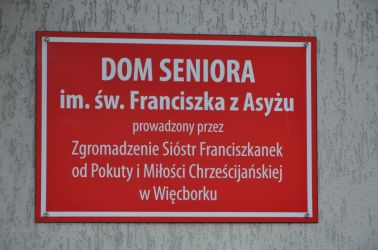 DOM SENIORA
im. św. Franciszka z Asyżu
prowadzony przez
Zgromadzenie Sióstr Franciszkanek
od Pokuty i Miłości Chrześcijańskiej
w Więcborku